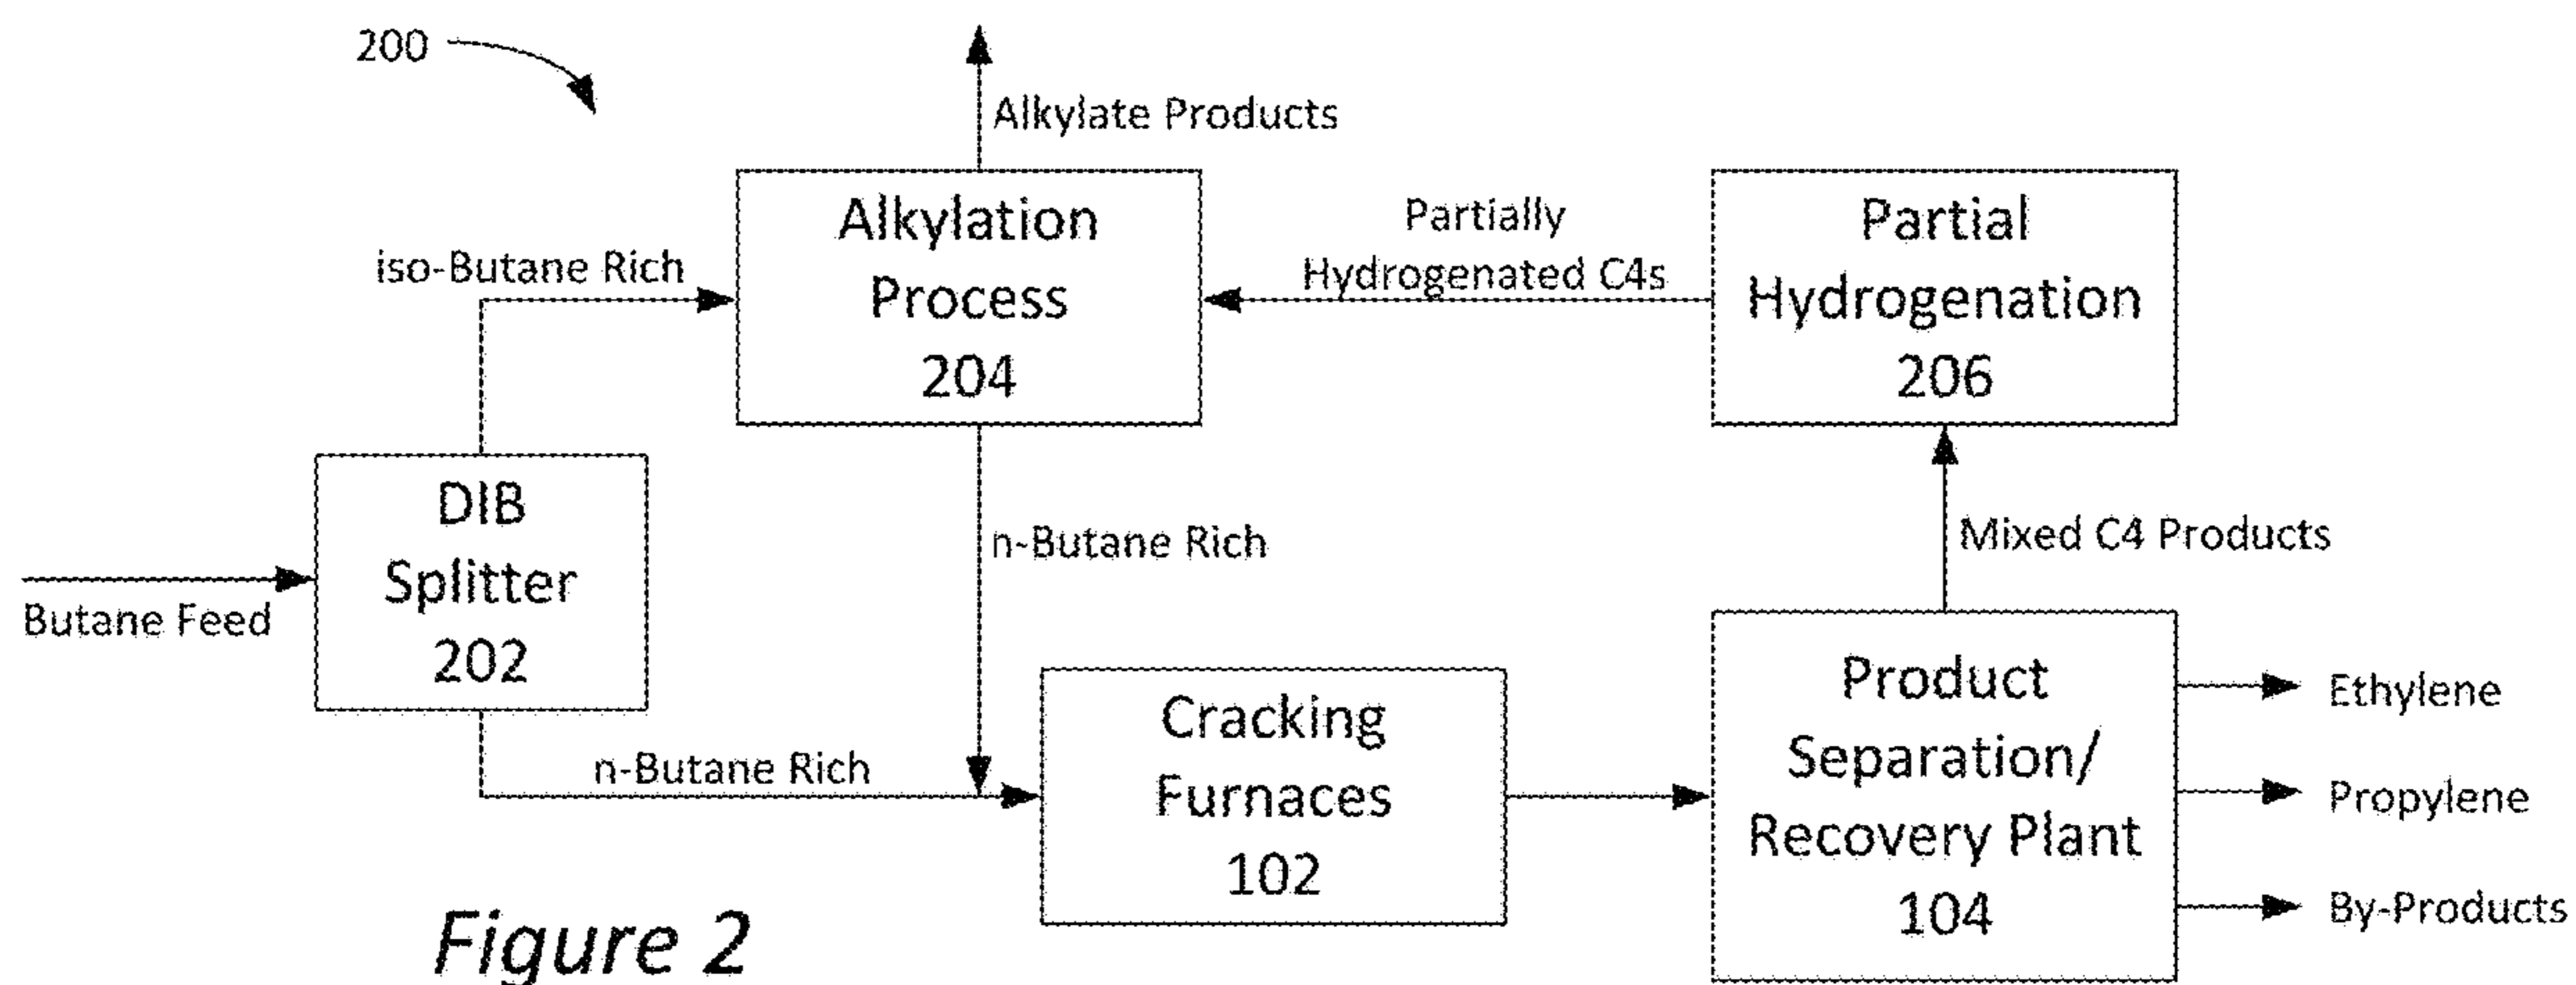 200
Alkylate Products
Alkylation
Process
204
Partially
Hydrogenated C4s
Partial
Hydrogenation
206
iso-Butane Rich
DIB
Splitter
202
Butane Feed
n-Butane Rich
Mixed C4 Products
n-Butane Rich
Cracking
Furnaces
102
Product
Separation/
Recovery Plant
104
Ethylene
Propylene
By-Products
Figure 2